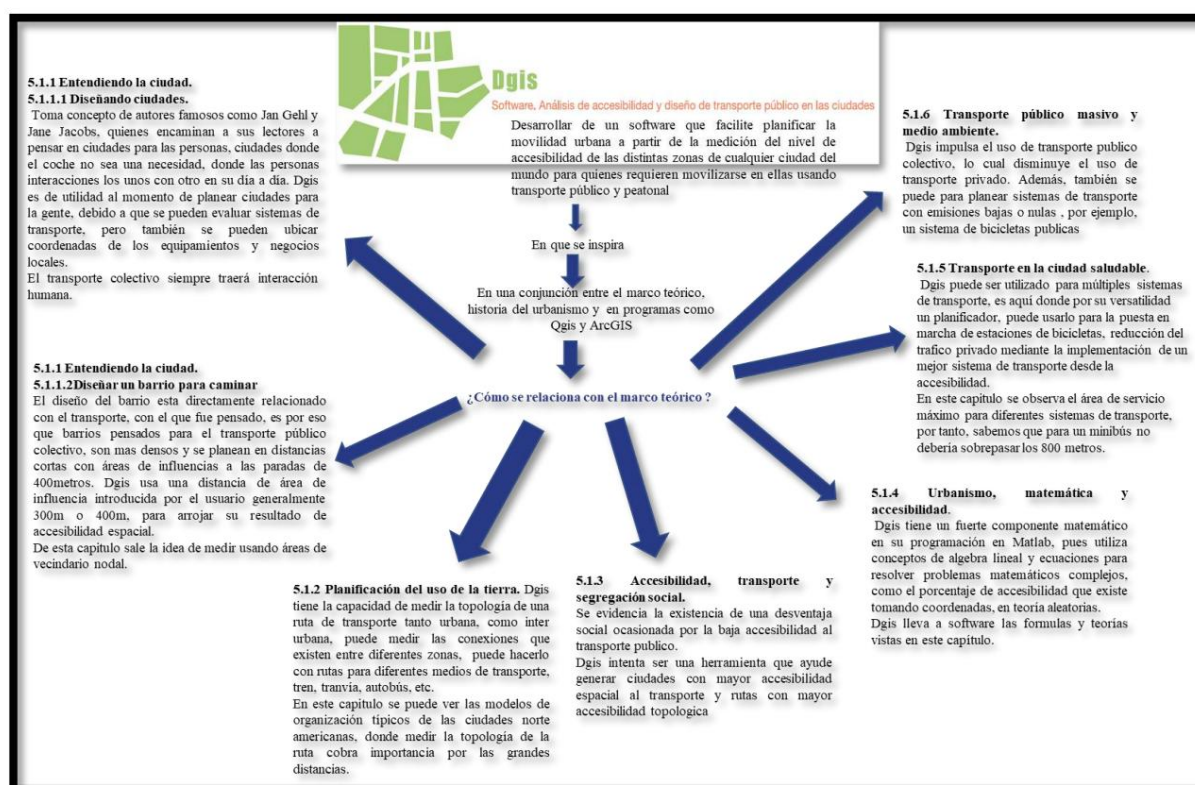 Dgis
Software, Análisis de accesibilidad y diseño de transporte público en las ciudades
Desarrollar de un software que facilite planificar la
movilidad urbana a partir de la medición del nivel de
accesibilidad de las distintas zonas de cualquier ciudad del
mundo para quienes requieren movilizarse en ellas usando
transporte público y peatonal
En que se inspira
En una conjunción entre el marco teórico,
historia del urbanismo y en programas como
Qgis y ArcGIS
¿Cómo se relaciona con el marco teórico ?
5.1.1 Entendiendo la ciudad.
5.1.1.1 Diseñando ciudades.
Toma concepto de autores famosos como Jan Gehl y
Jane Jacobs, quienes encaminan a sus lectores a
pensar en ciudades para las personas, ciudades donde
el coche no sea una necesidad, donde las personas
interacciones los unos con otro en su día a día. Dgis
es de utilidad al momento de planear ciudades para
la gente, debido a que se pueden evaluar sistemas de
transporte, pero también se pueden ubicar
coordenadas de los equipamientos y negocios
locales.
El transporte colectivo siempre traerá interacción
humana.
5.1.1 Entendiendo la ciudad.
5.1.1.2Diseñar un barrio para caminar
El diseño del barrio esta directamente relacionado
con el transporte, con el que fue pensado, es por eso
que barrios pensados para el transporte público
colectivo, son mas densos y se planean en distancias
cortas con áreas de influencias a las paradas de
400metros. Dgis usa una distancia de área de
influencia introducida por el usuario generalmente
300m o 400m, para arrojar su resultado de
accesibilidad espacial.
De esta capitulo sale la idea de medir usando áreas de
vecindario nodal.
5.1.2 Planificación del uso de la tierra. Dgis
tiene la capacidad de medir la topología de una
ruta de transporte tanto urbana, como inter
urbana, puede medir las conexiones que
existen entre diferentes zonas, puede hacerlo
con rutas para diferentes medios de transporte,
tren, tranvía, autobús, etc.
En este capitulo se puede ver las modelos de
organización típicos de las ciudades norte
americanas, donde medir la topología de la
ruta cobra importancia por las grandes
distancias.
5.1.3 Accesibilidad, transporte y
segregación social.
Se evidencia la existencia de una desventaja
social ocasionada por la baja accesibilidad al
transporte publico.
Dgis intenta ser una herramienta que ayude
generar ciudades con mayor accesibilidad
espacial al transporte y rutas con mayor
accesibilidad topologica
5.1.4 Urbanismo, matemática y
accesibilidad.
Dgis tiene un fuerte componente matemático
en su programación en Matlab, pues utiliza
conceptos de algebra lineal y ecuaciones para
resolver problemas matemáticos complejos,
como el porcentaje de accesibilidad que existe
tomando coordenadas, en teoría aleatorias.
Dgis lleva a software las formulas y teorías
vistas en este capítulo.
5.1.5 Transporte en la ciudad saludable.
Dgis puede ser utilizado para múltiples sistemas
de transporte, es aquí donde por su versatilidad
un planificador, puede usarlo para la puesta en
marcha de estaciones de bicicletas, reducción del
trafico privado mediante la implementación de un
mejor sistema de transporte desde la
accesibilidad.
En este capitulo se observa el área de servicio
máximo para diferentes sistemas de transporte,
por tanto, sabemos que para un minibús no
debería sobrepasar los 800 metros.
5.1.6 Transporte público masivo y
medio ambiente.
Dgis impulsa el uso de transporte publico
colectivo, lo cual disminuye el uso de
transporte privado. Además, también se
puede para planear sistemas de transporte
con emisiones bajas o nulas , por ejemplo,
un sistema de bicicletas publicas